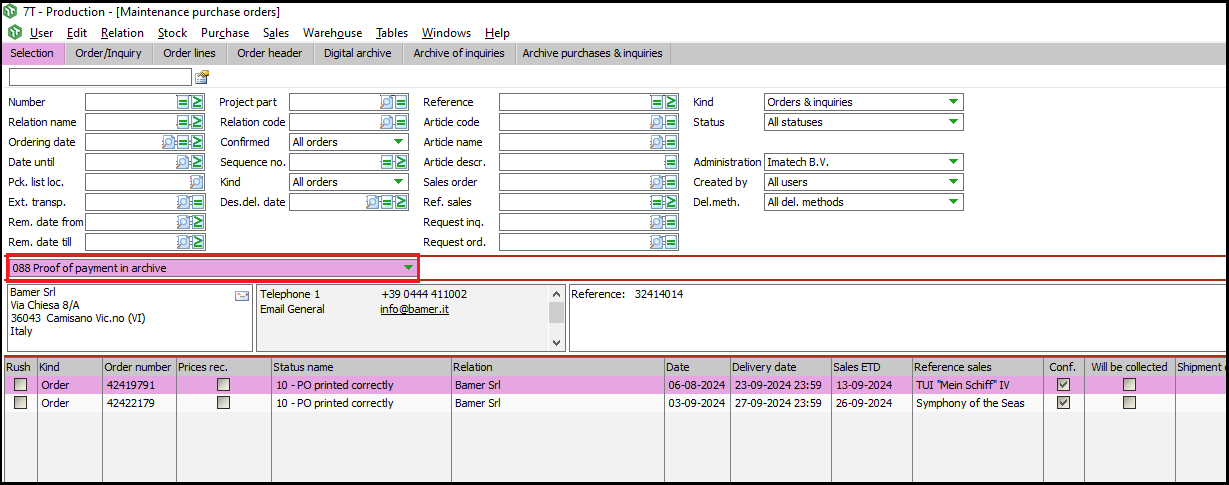 7T - Production - [Maintenance purchase orders]
User Edit Relation Stock Purchase Sales Warehouse Tables Windows Help
Selection Order/Inquiry Order lines Order header Digital archive Archive of inquiries Archive purchases & inquiries
Number Project part Reference Kind Orders & inquiries
Relation name Relation code Article code Status All statuses
Ordering date Confirmed All orders Article name
Date until Sequence no. Article descr. Administration Imatech B.V.
Pck. list loc. Kind All orders Sales order Created by All users
Ext. transp. Des.del. date Ref. sales Del.meth. All del. methods
Rem. date from Request inq.
Rem. date till Request ord.
088 Proof of payment in archive
Bamer Srl
Via Chiesa 8/A
36043 Camisano Vic.no (VI)
Italy
Telephone 1 +39 0444 411002
Email General info@bamer.it
Reference: 32414014
Rush Kind Order number Prices rec. Status name Relation Date Delivery date Sales ETD Reference sales Conf. Will be collected Shipment
Order 42419791 10 - PO printed correctly Bamer Srl 06-08-2024 23-09-2024 23:59 13-09-2024 TUI "Mein Schiff" IV
Order 42422179 10 - PO printed correctly Bamer Srl 03-09-2024 27-09-2024 23:59 26-09-2024 Symphony of the Seas